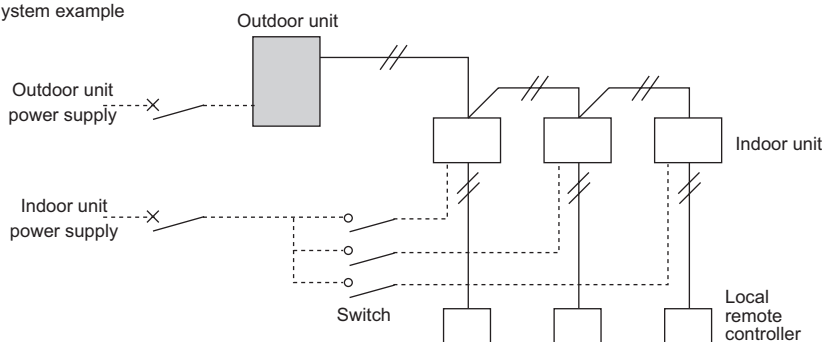 ystem example
Outdoor unit
Outdoor unit
power supply
Indoor unit
Indoor unit
power supply
Switch
Local
remote
controller